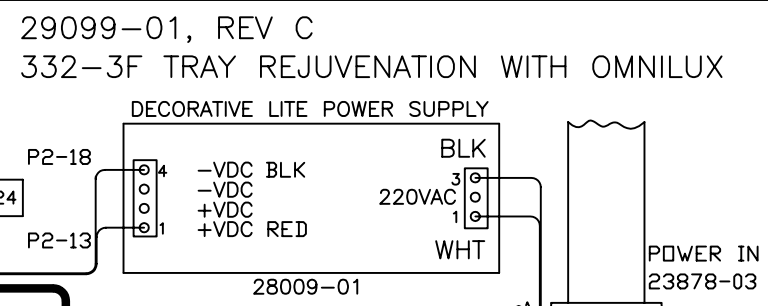 29099-01, REV C
332-3F TRAY REJUVENATION WITH OMNILUX
DECORATIVE LITE POWER SUPPLY
BLK
P2-18
4 -VDC BLK
3
-VDC
24
220VAC
+VDC
1
P2-13
1 +VDC RED
WHT
POWER IN
23878-03
28009-01